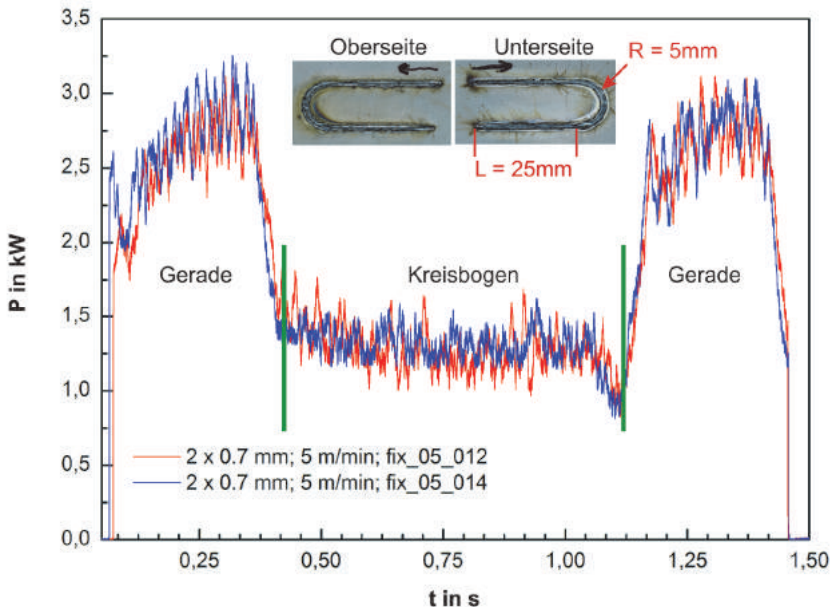 3,5
3,0
2,5
2,0
1,5
1,0
0,5
0,0
P in kW
Oberseite
Unterseite
R = 5mm
L = 25mm
Gerade
Kreisbogen
Gerade
2 x 0.7 mm; 5 m/min; fix_05_012
2 x 0.7 mm; 5 m/min; fix_05_014
0,25 0,50 0,75 1,00 1,25 1,50
t in s